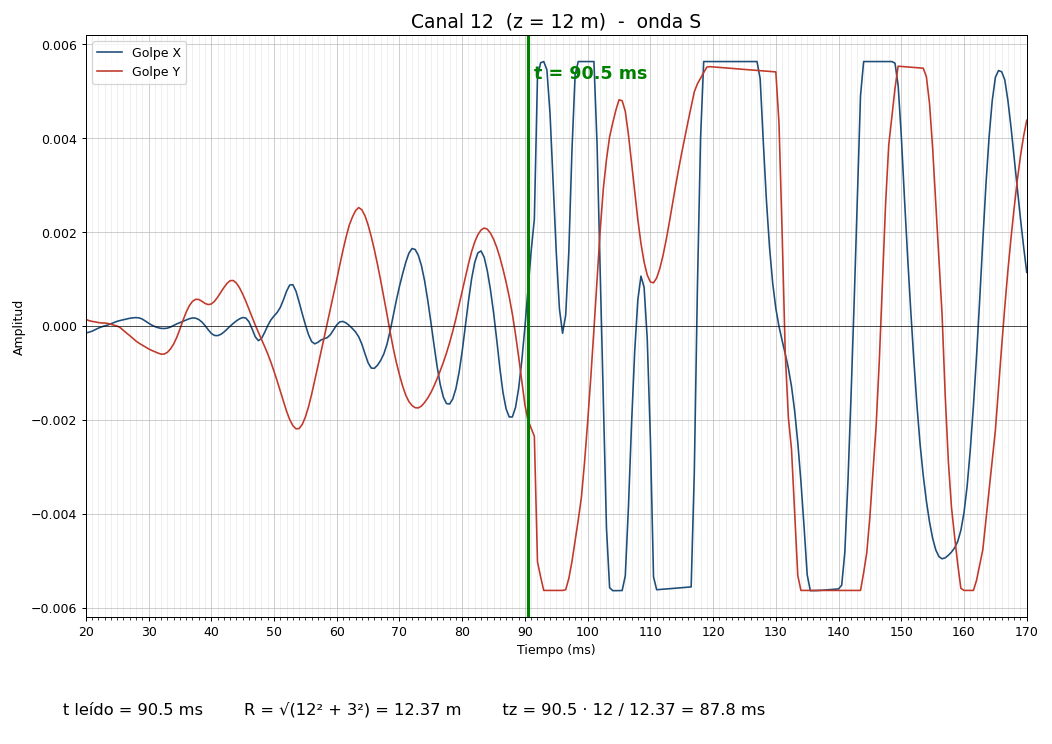 Canal 12 (z = 12 m) - onda S
Golpe X
Golpe Y
t = 90.5 ms
0.006
0.004
0.002
0.000
−0.002
−0.004
−0.006
Amplitud
20 30 40 50 60 70 80 90 100 110 120 130 140 150 160 170
Tiempo (ms)
t leído = 90.5 ms R = √(12² + 3²) = 12.37 m tz = 90.5 · 12 / 12.37 = 87.8 ms